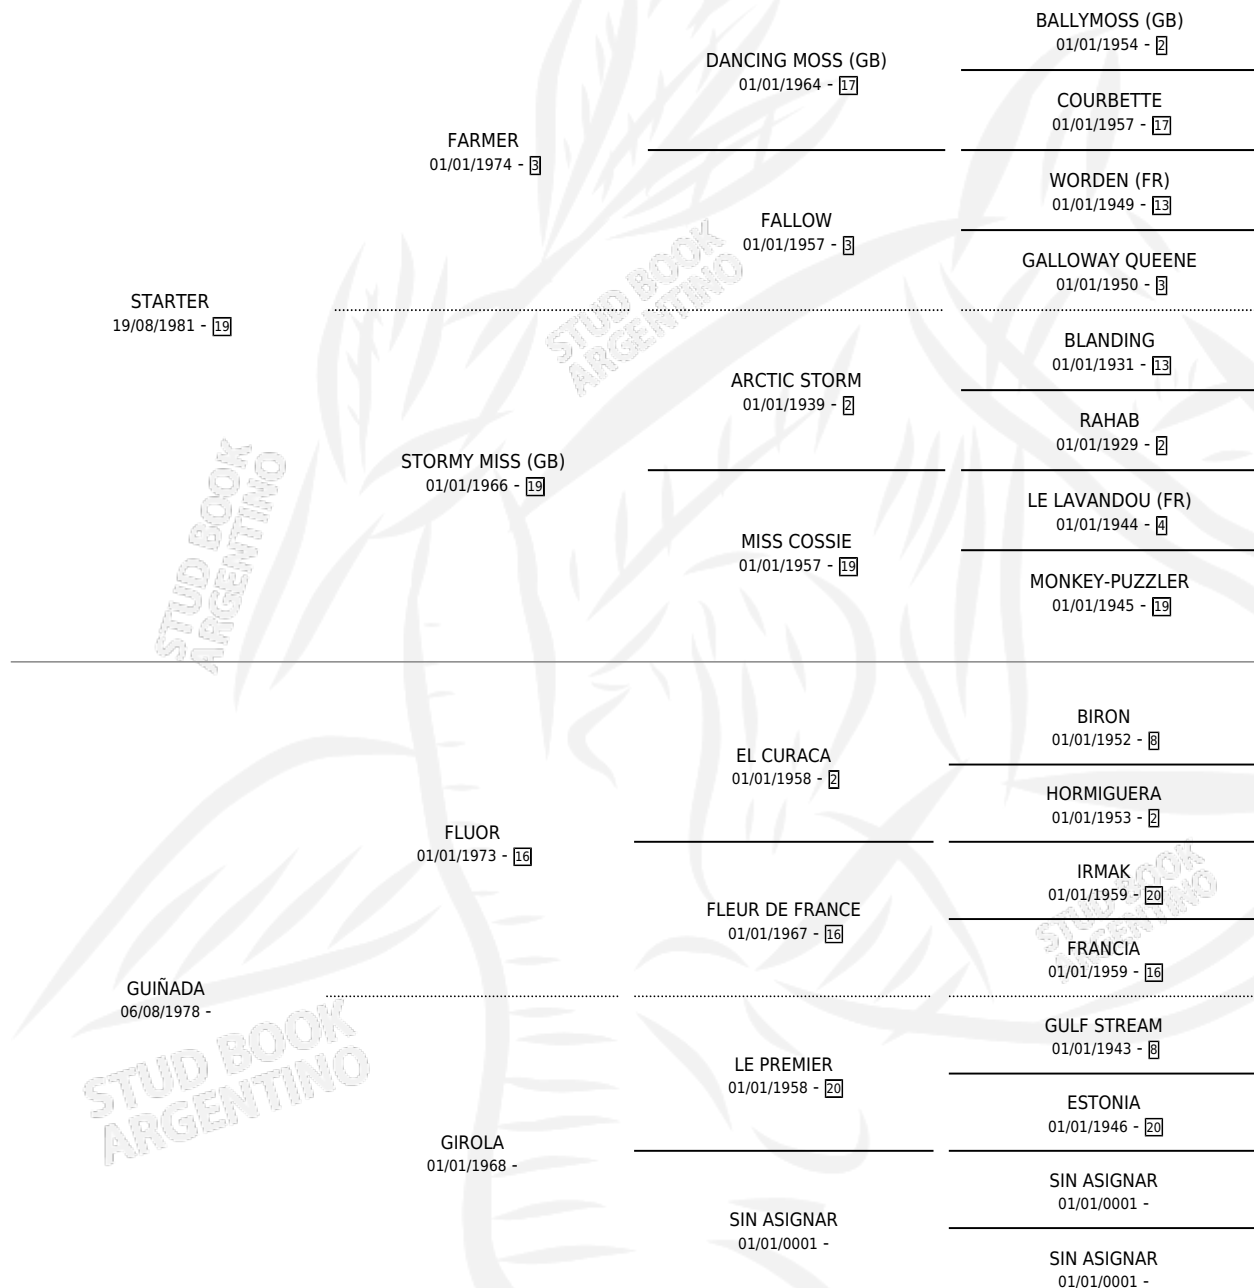 STARTER
19/08/1981 - 19
FARMER
01/01/1974 - 3
DANCING MOSS (GB)
01/01/1964 - 17
BALLYMOSS (GB)
01/01/1954 - 2
COURBETTE
01/01/1957 - 17
FALLOW
01/01/1957 - 3
WORDEN (FR)
01/01/1949 - 13
GALLOWAY QUEENE
01/01/1950 - 3
STORMY MISS (GB)
01/01/1966 - 19
ARCTIC STORM
01/01/1939 - 2
BLANDING
01/01/1931 - 13
RAHAB
01/01/1929 - 2
MISS COSSIE
01/01/1957 - 19
LE LAVANDOU (FR)
01/01/1944 - 4
MONKEY-PUZZLER
01/01/1945 - 19
GUIÑADA
06/08/1978 -
FLUOR
01/01/1973 - 16
EL CURACA
01/01/1958 - 2
BIRON
01/01/1952 - 8
HORMIGUERA
01/01/1953 - 2
FLEUR DE FRANCE
01/01/1967 - 16
IRMAK
01/01/1959 - 20
FRANCIA
01/01/1959 - 16
GIROLA
01/01/1968 -
LE PREMIER
01/01/1958 - 20
GULF STREAM
01/01/1943 - 8
ESTONIA
01/01/1946 - 20
SIN ASIGNAR
01/01/0001 -
SIN ASIGNAR
01/01/0001 -
SIN ASIGNAR
01/01/0001 -
STUD BOOK
ARGENTINO
STUD BOOK
ARGENTINO
STUD BOOK
ARGENTINO
STUD BOOK
ARGENTINO